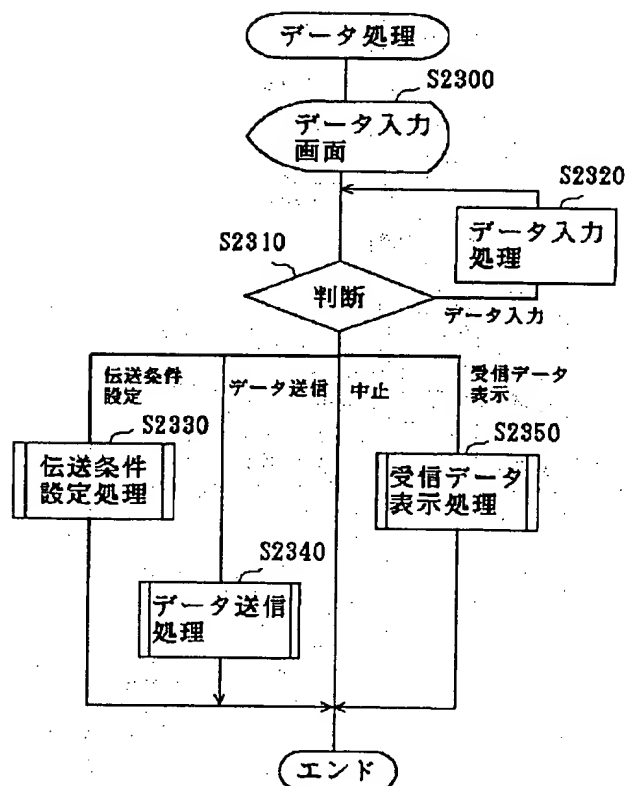 データ処理
S2300
データ入力
画面
S2320
データ入力
処理
S2310
判断
データ入力
伝送条件
設定
データ送信
中止
受信データ
表示
S2330
伝送条件
設定処理
S2350
受信データ
表示処理
S2340
データ送信
処理
エンド